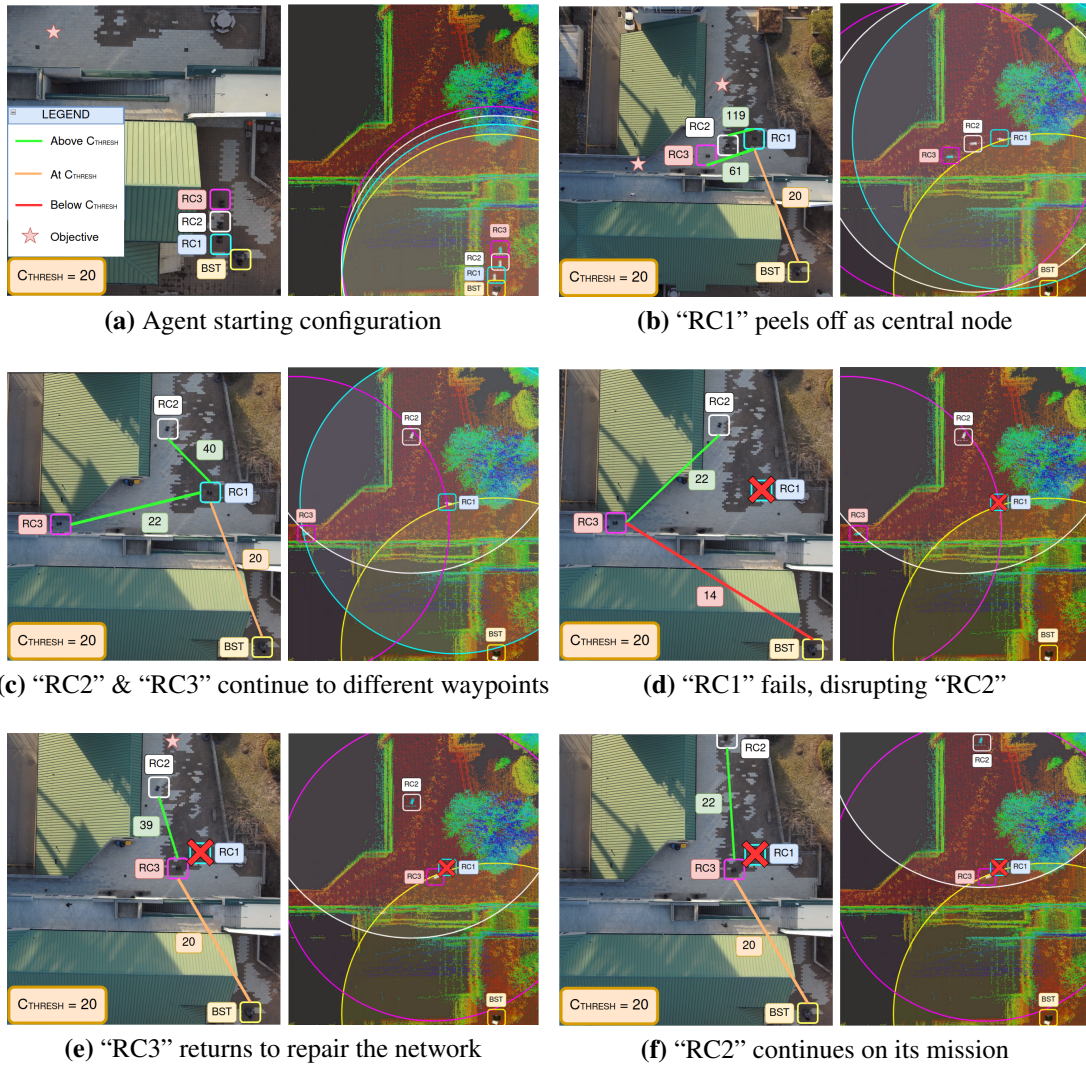 LEGEND
Above CTHRESH
At CTHRESH
Below CTHRESH
Objective
RC3
RC2
RC1
BST
CTHRESH = 20
RC3
RC2
RC1
BST
(a) Agent starting configuration
119
RC2
RC1
RC3
61
20
BST
CTHRESH = 20
RC2
RC1
RC3
BST
(b) “RC1” peels off as central node
RC2
40
RC1
RC3
22
20
BST
CTHRESH = 20
RC2
RC1
RC3
BST
(c) “RC2” & “RC3” continue to different waypoints
RC2
22
RC1
RC3
14
BST
CTHRESH = 20
RC2
RC1
RC3
BST
(d) “RC1” fails, disrupting “RC2”
RC2
39
RC1
RC3
20
BST
CTHRESH = 20
RC2
RC1
RC3
BST
(e) “RC3” returns to repair the network
RC2
22
RC1
RC3
20
BST
CTHRESH = 20
RC2
RC1
RC3
BST
(f) “RC2” continues on its mission